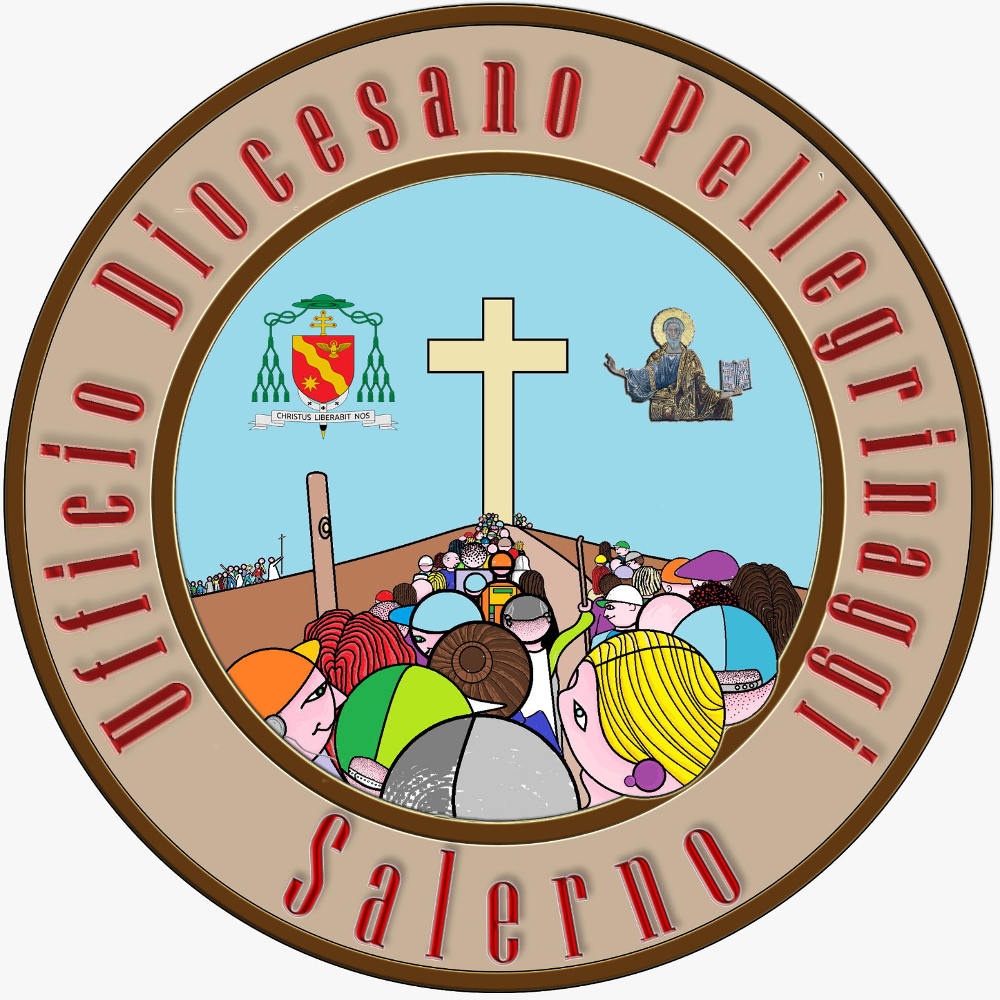 Ufficio Diocesano Pellegrinaggi
CHRISTUS LIBERABIT NOS
Salerno